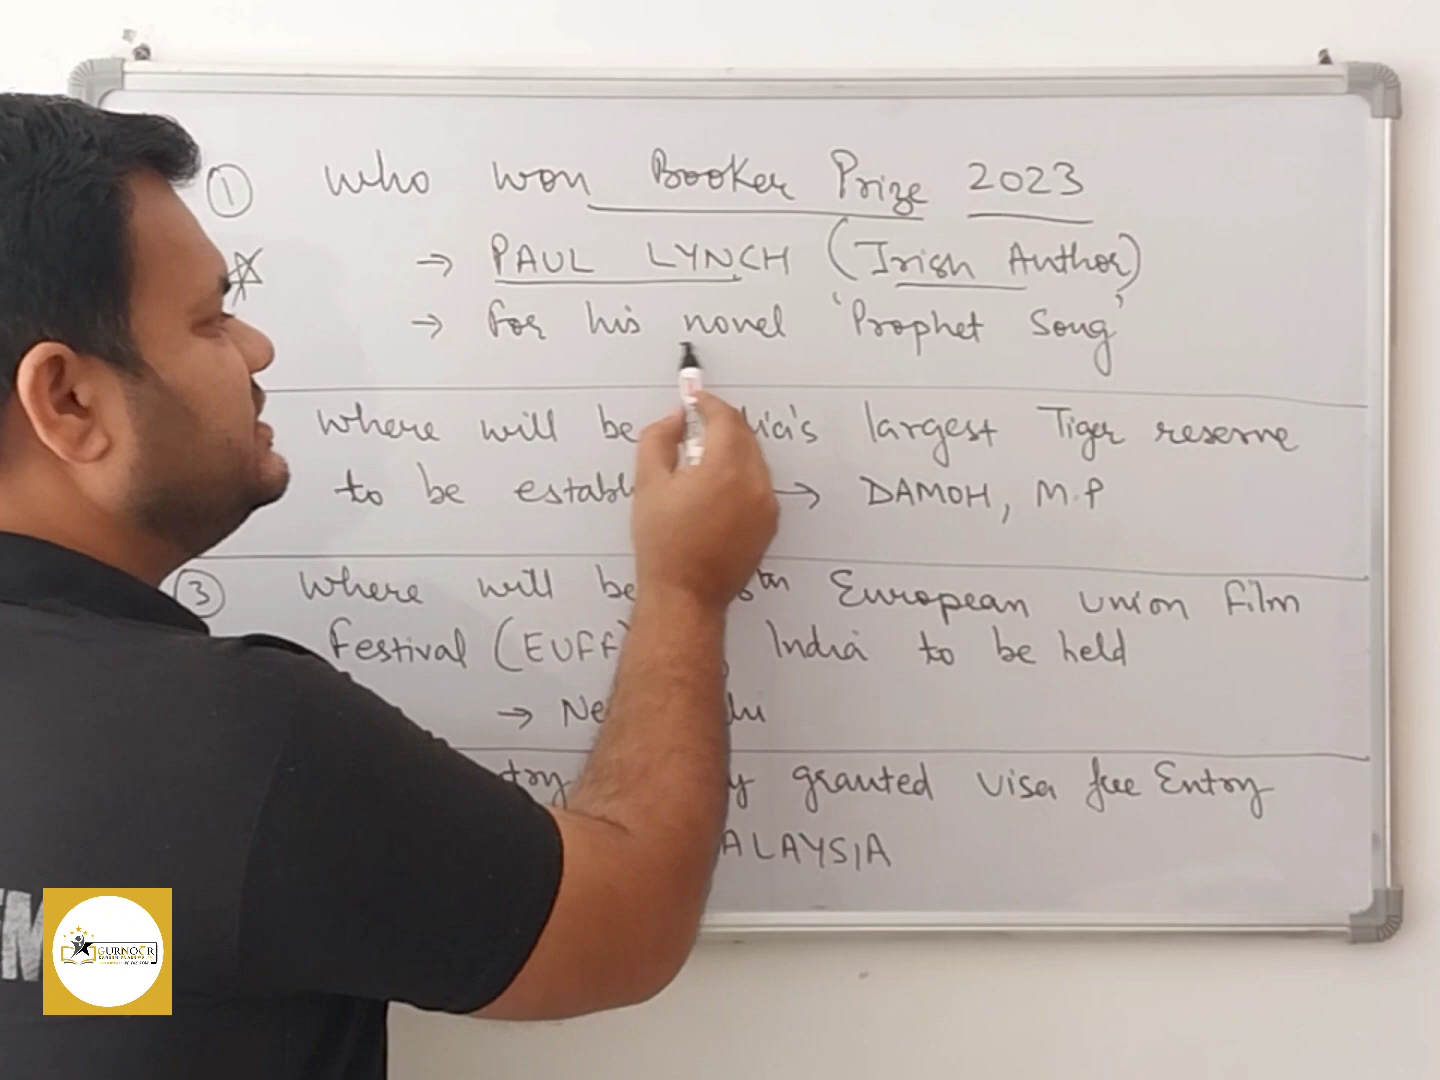 ① Who won Booker Prize 2023
→ PAUL LYNCH (Irish Author)
→ for his novel 'Prophet Song'
Where will be largest Tiger reserve
to be → DAMOH, M.P
③ Where will be European Union Film
Festival (EUFF India to be held
→
granted visa free Entry
GURNOOR